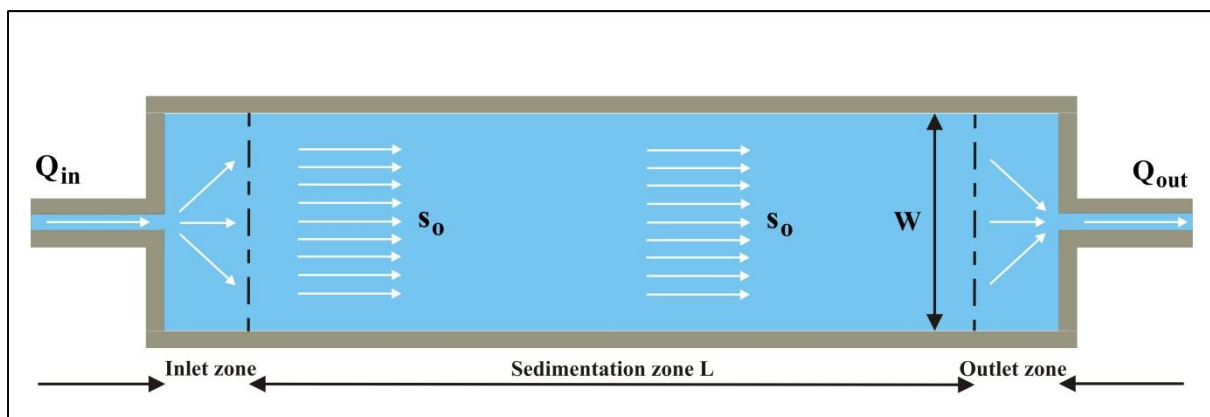 Q_in
Q_out
s_o
s_o
W
Inlet zone
Sedimentation zone L
Outlet zone